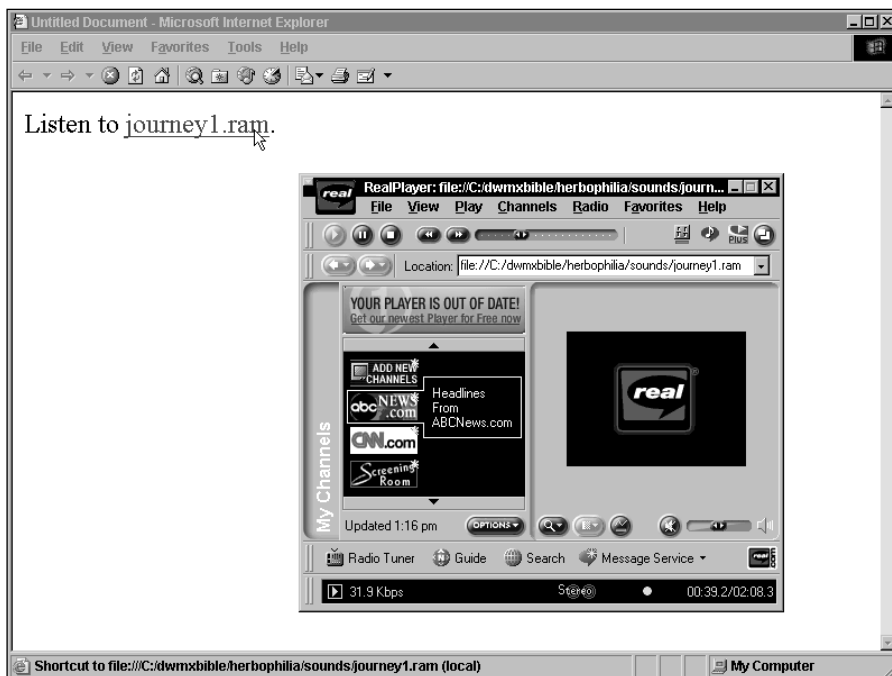 Untitled Document - Microsoft Internet Explorer
File Edit View Favorites Tools Help
Listen to journey1.ram.
real
RealPlayer: file://C:/dwmxbible/herbophilia/sounds/journ...
File View Play Channels Radio Favorites Help
PLUS
Location: file://C:/dwmxbible/herbophilia/sounds/journey1.ram
YOUR PLAYER IS OUT OF DATE!
Get our newest Player for Free now
ADD NEW
CHANNELS
abc NEWS
.com
Headlines
From
ABCNews.com
CNN.com
Screening
Room
My Channels
real
Updated 1:16 pm
OPTIONS
Radio Tuner Guide Search Message Service
real
31.9 Kbps Stereo 00:39.2/02:08.3
Shortcut to file:///C:/dwmxbible/herbophilia/sounds/journey1.ram (local) My Computer